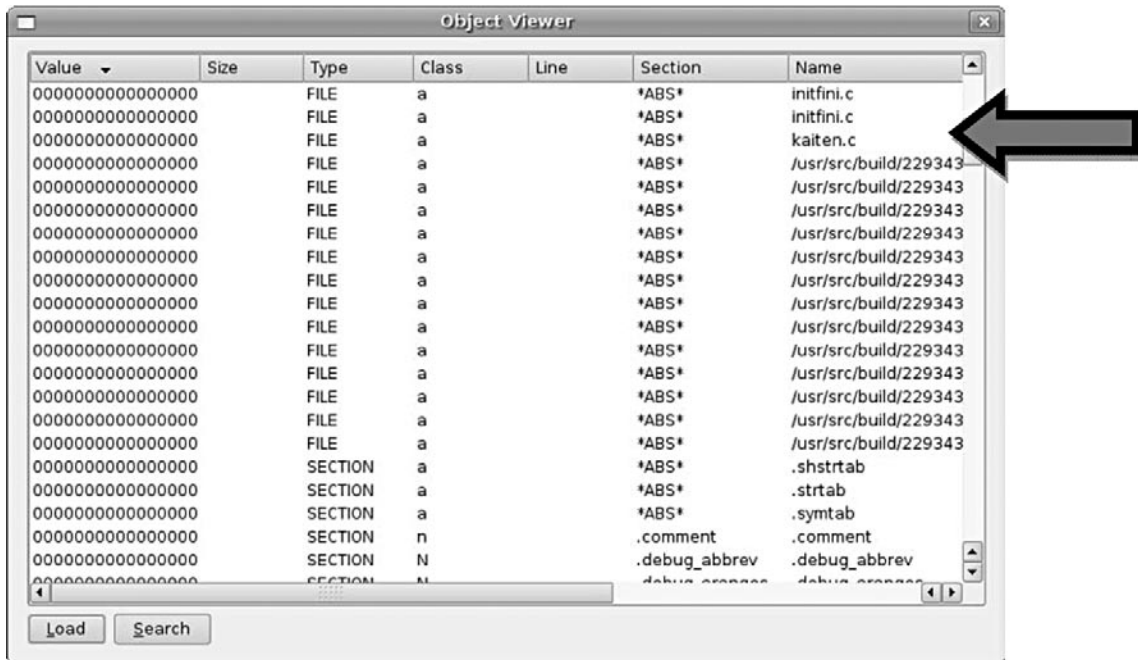 Object Viewer
Value Size Type Class Line Section Name
0000000000000000 FILE a *ABS* initfini.c
0000000000000000 FILE a *ABS* initfini.c
0000000000000000 FILE a *ABS* kaiten.c
0000000000000000 FILE a *ABS* /usr/src/build/229343
0000000000000000 FILE a *ABS* /usr/src/build/229343
0000000000000000 FILE a *ABS* /usr/src/build/229343
0000000000000000 FILE a *ABS* /usr/src/build/229343
0000000000000000 FILE a *ABS* /usr/src/build/229343
0000000000000000 FILE a *ABS* /usr/src/build/229343
0000000000000000 FILE a *ABS* /usr/src/build/229343
0000000000000000 FILE a *ABS* /usr/src/build/229343
0000000000000000 FILE a *ABS* /usr/src/build/229343
0000000000000000 FILE a *ABS* /usr/src/build/229343
0000000000000000 FILE a *ABS* /usr/src/build/229343
0000000000000000 FILE a *ABS* /usr/src/build/229343
0000000000000000 FILE a *ABS* /usr/src/build/229343
0000000000000000 SECTION a *ABS* .shstrtab
0000000000000000 SECTION a *ABS* .strtab
0000000000000000 SECTION a *ABS* .symtab
0000000000000000 SECTION n .comment .comment
0000000000000000 SECTION N .debug_abbrev .debug_abbrev
Load Search